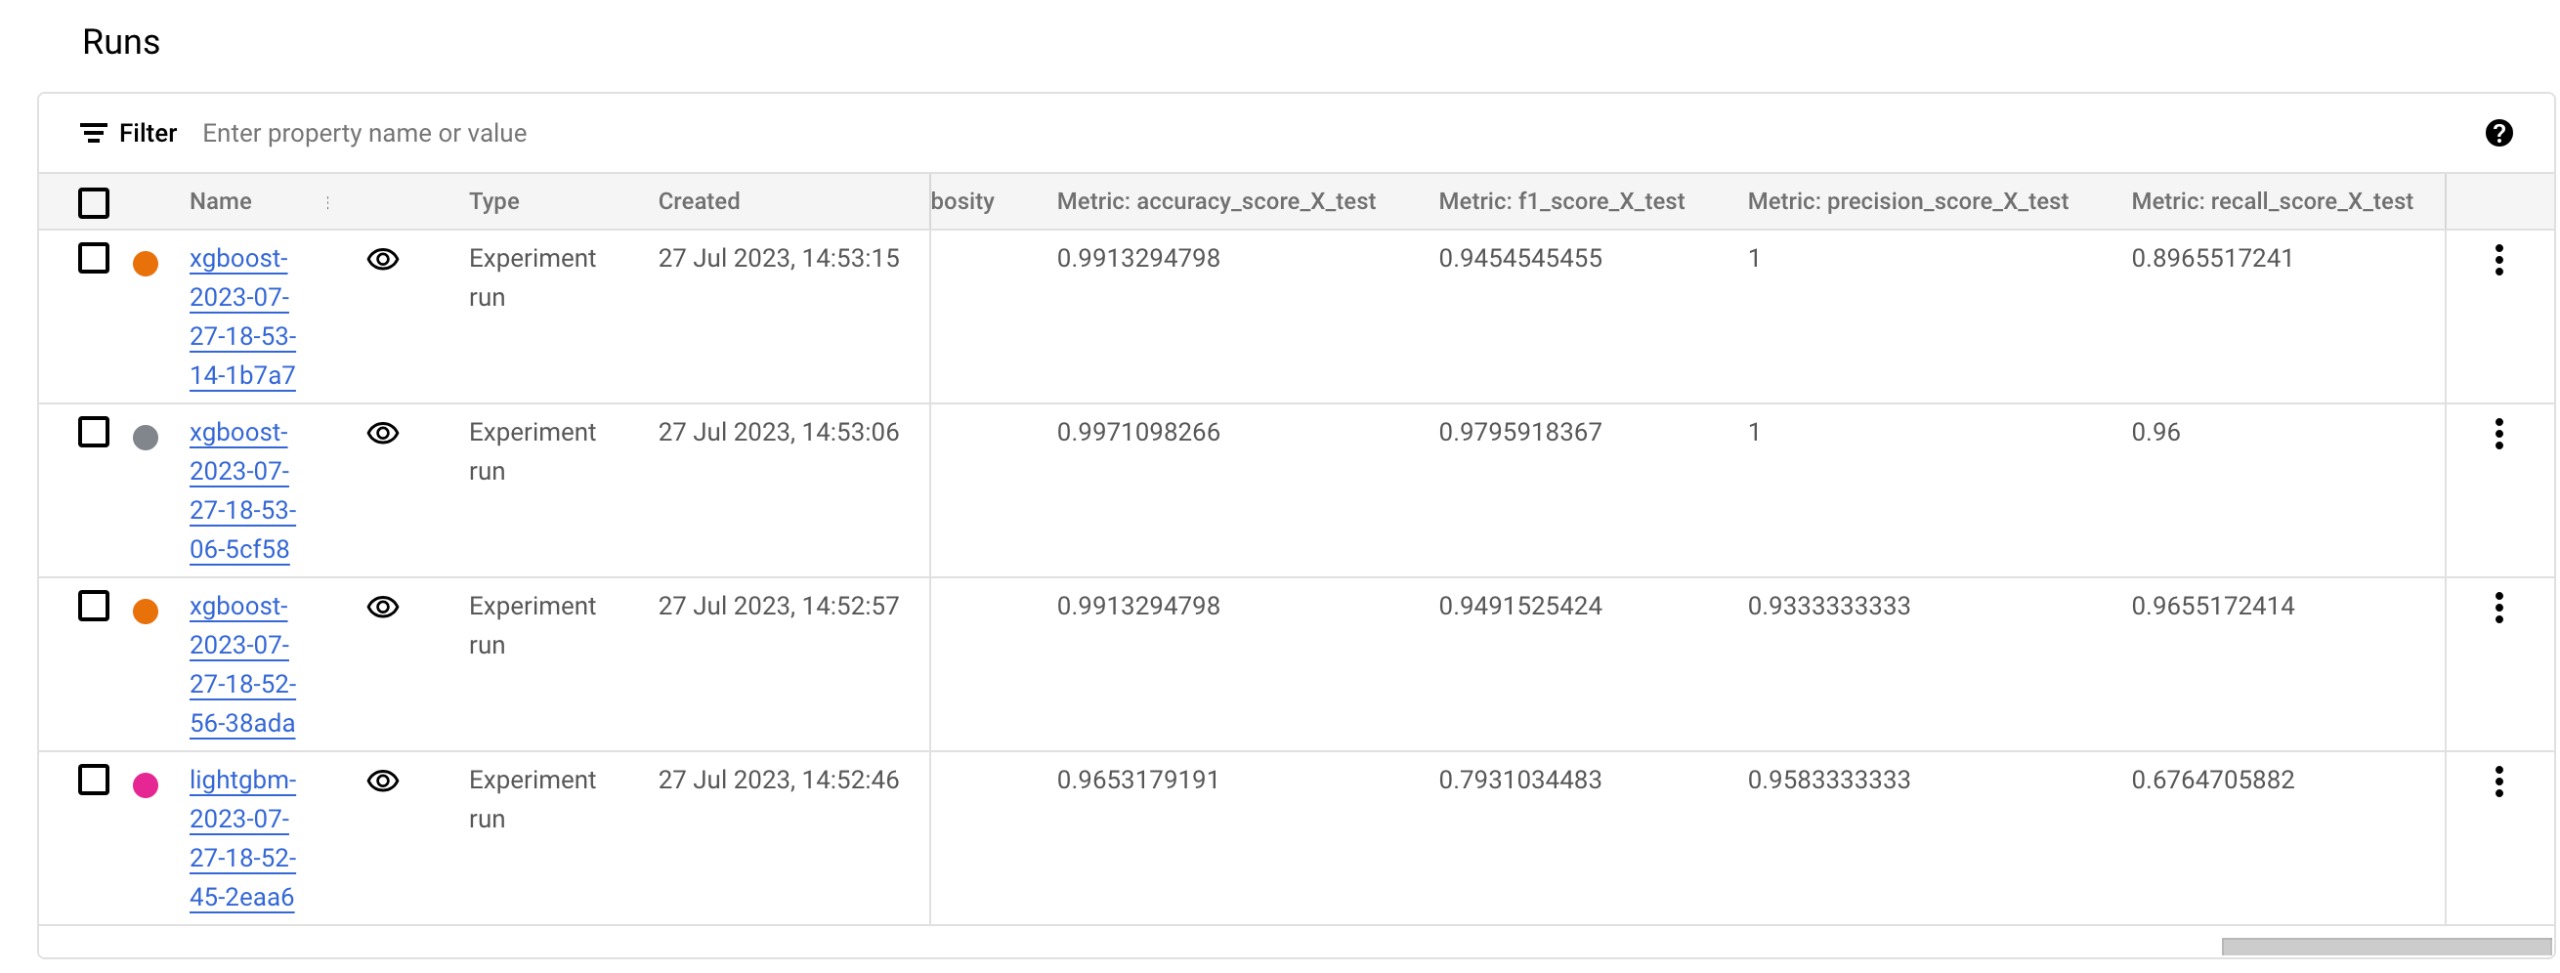 Runs
Filter Enter property name or value
Name Type Created bosity Metric: accuracy_score_X_test Metric: f1_score_X_test Metric: precision_score_X_test Metric: recall_score_X_test
xgboost- Experiment 27 Jul 2023, 14:53:15 0.9913294798 0.9454545455 1 0.8965517241
2023-07- run
27-18-53-
14-1b7a7
xgboost- Experiment 27 Jul 2023, 14:53:06 0.9971098266 0.9795918367 1 0.96
2023-07- run
27-18-53-
06-5cf58
xgboost- Experiment 27 Jul 2023, 14:52:57 0.9913294798 0.9491525424 0.9333333333 0.9655172414
2023-07- run
27-18-52-
56-38ada
lightgbm- Experiment 27 Jul 2023, 14:52:46 0.9653179191 0.7931034483 0.9583333333 0.6764705882
2023-07- run
27-18-52-
45-2eaa6